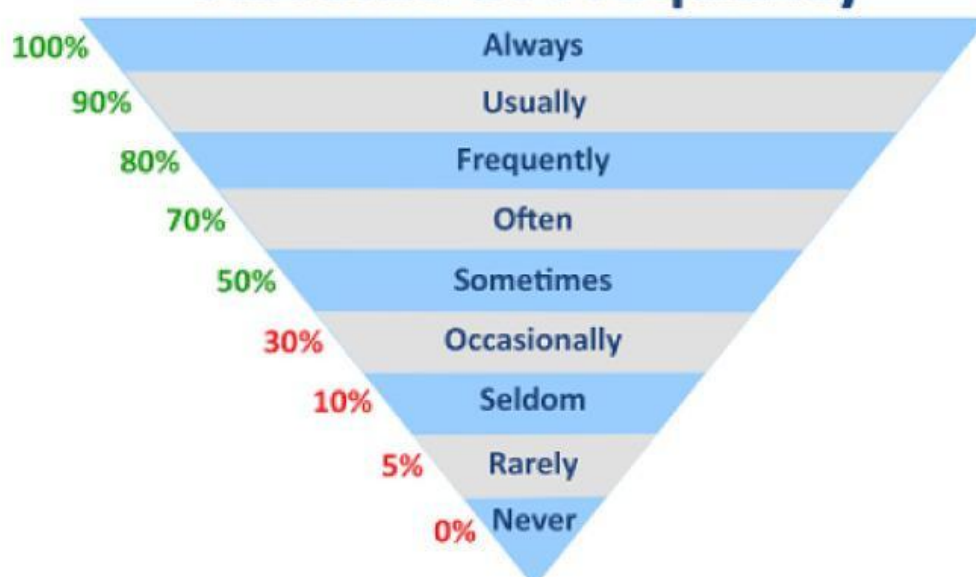 100% Always
90% Usually
80% Frequently
70% Often
50% Sometimes
30% Occasionally
10% Seldom
5% Rarely
0% Never